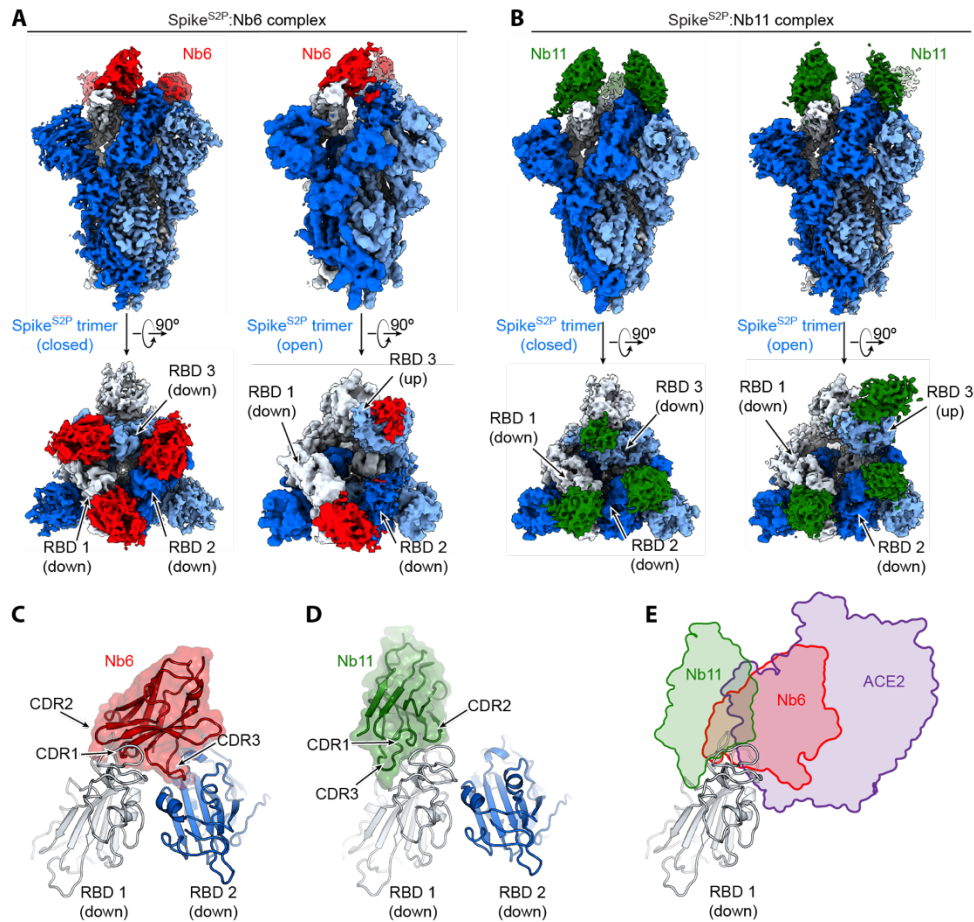 A
Spike^S2P:Nb6 complex
Nb6
Nb6
Spike^S2P trimer
(closed)
90º
Spike^S2P trimer
(open)
90º
RBD 3
(down)
RBD 1
(down)
RBD 2
(down)
RBD 3
(up)
RBD 1
(down)
RBD 2
(down)
B
Spike^S2P:Nb11 complex
Nb11
Nb11
Spike^S2P trimer
(closed)
90º
Spike^S2P trimer
(open)
90º
RBD 3
(down)
RBD 1
(down)
RBD 2
(down)
RBD 1
(down)
RBD 3
(up)
RBD 2
(down)
C
Nb6
CDR2
CDR1
CDR3
RBD 1
(down)
RBD 2
(down)
D
Nb11
CDR2
CDR1
CDR3
RBD 1
(down)
RBD 2
(down)
E
Nb11
Nb6
ACE2
RBD 1
(down)